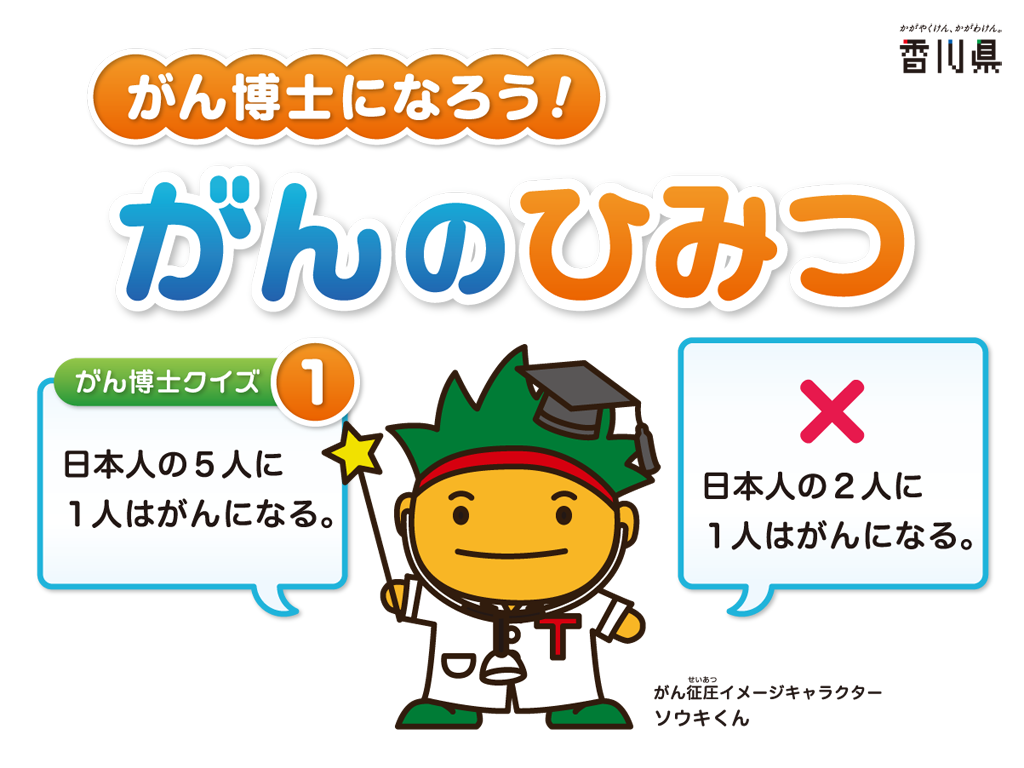 かがやくけん、かがわけん。
香川県
がん博士になろう!
がんのひみつ
がん博士クイズ 1
日本人の5人に
1人はがんになる。
×
日本人の2人に
1人はがんになる。
T
せいあつ
がん征圧イメージキャラクター
ソウキくん